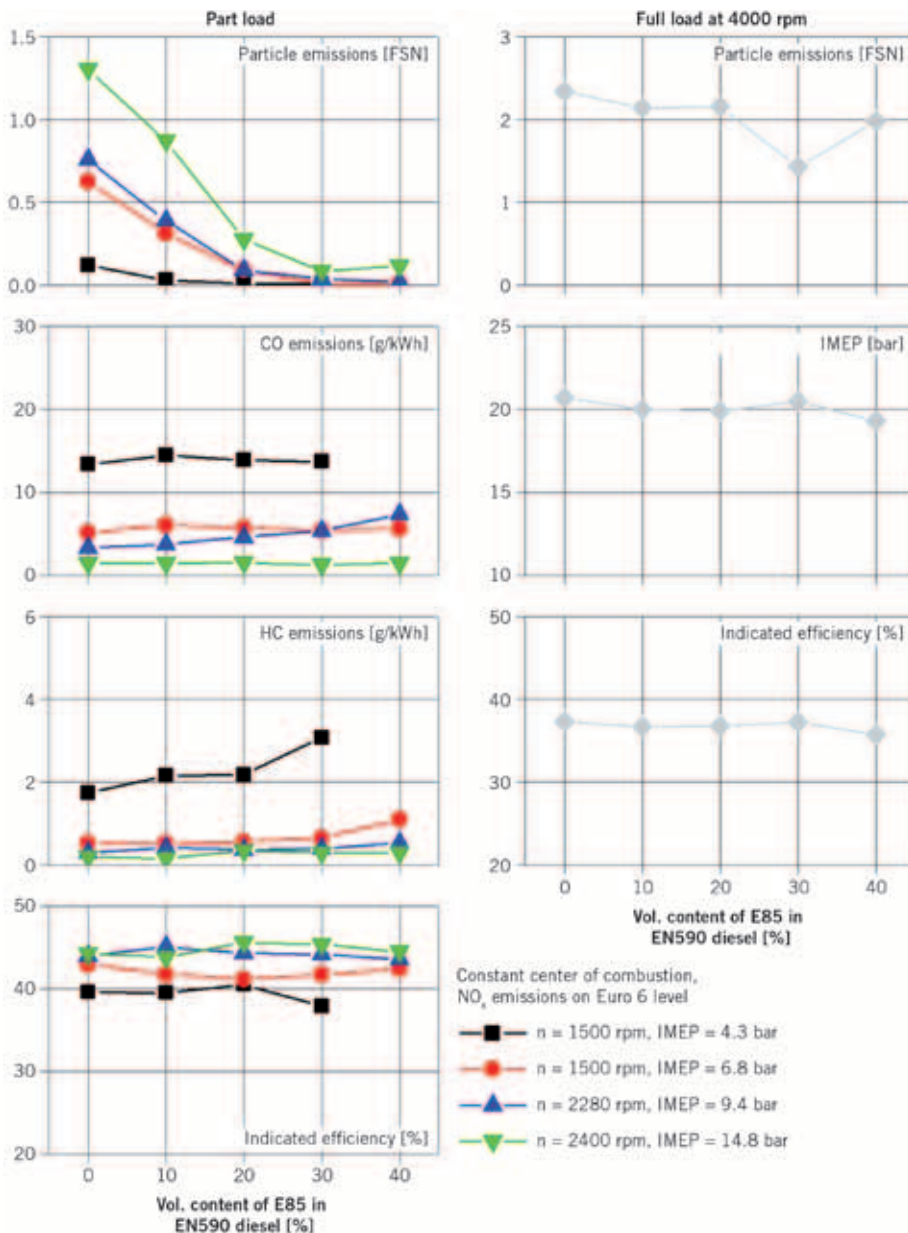 Part load
Particle emissions [FSN]
1.5
1.0
0.5
0.0
CO emissions [g/kWh]
30
20
10
0
HC emissions [g/kWh]
6
4
2
0
50
40
30
20
Indicated efficiency [%]
0 10 20 30 40
Vol. content of E85 in
EN590 diesel [%]
Full load at 4000 rpm
Particle emissions [FSN]
3
2
1
0
IMEP [bar]
25
20
15
10
Indicated efficiency [%]
50
40
30
20
0 10 20 30 40
Vol. content of E85 in
EN590 diesel [%]
Constant center of combustion,
NOx emissions on Euro 6 level
n = 1500 rpm, IMEP = 4.3 bar
n = 1500 rpm, IMEP = 6.8 bar
n = 2280 rpm, IMEP = 9.4 bar
n = 2400 rpm, IMEP = 14.8 bar